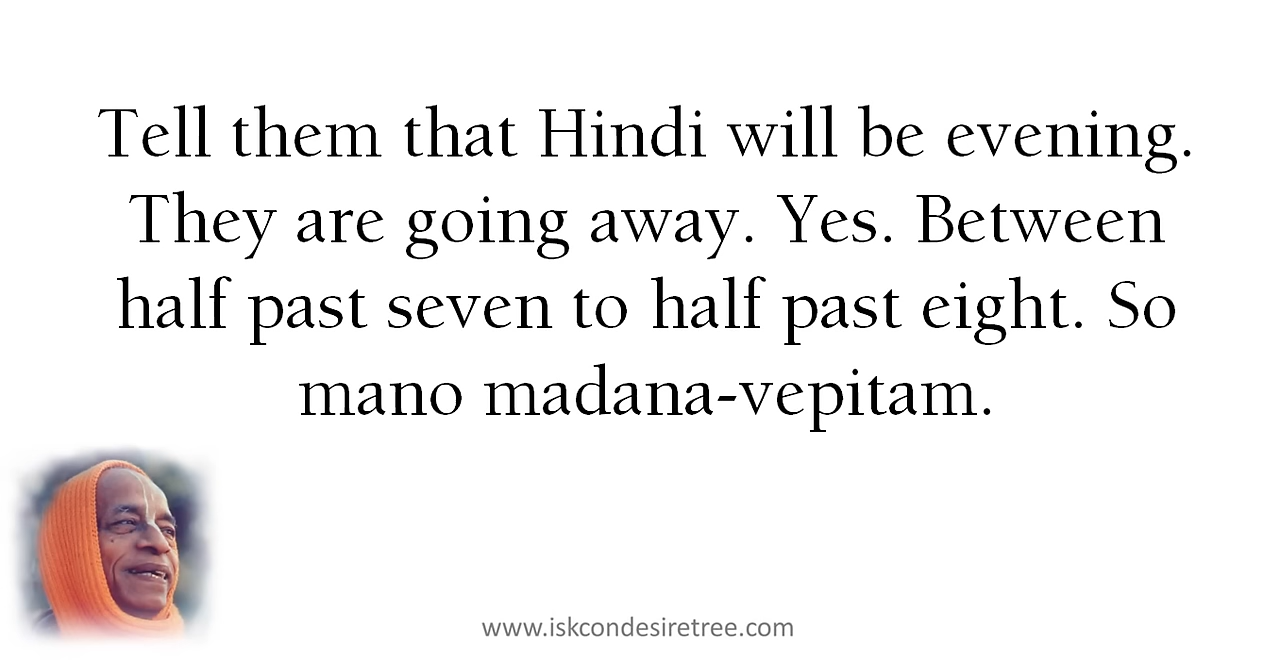 Tell them that Hindi will be evening.
They are going away. Yes. Between
half past seven to half past eight. So
mano madana-vepitam.
www.iskcondesiretree.com